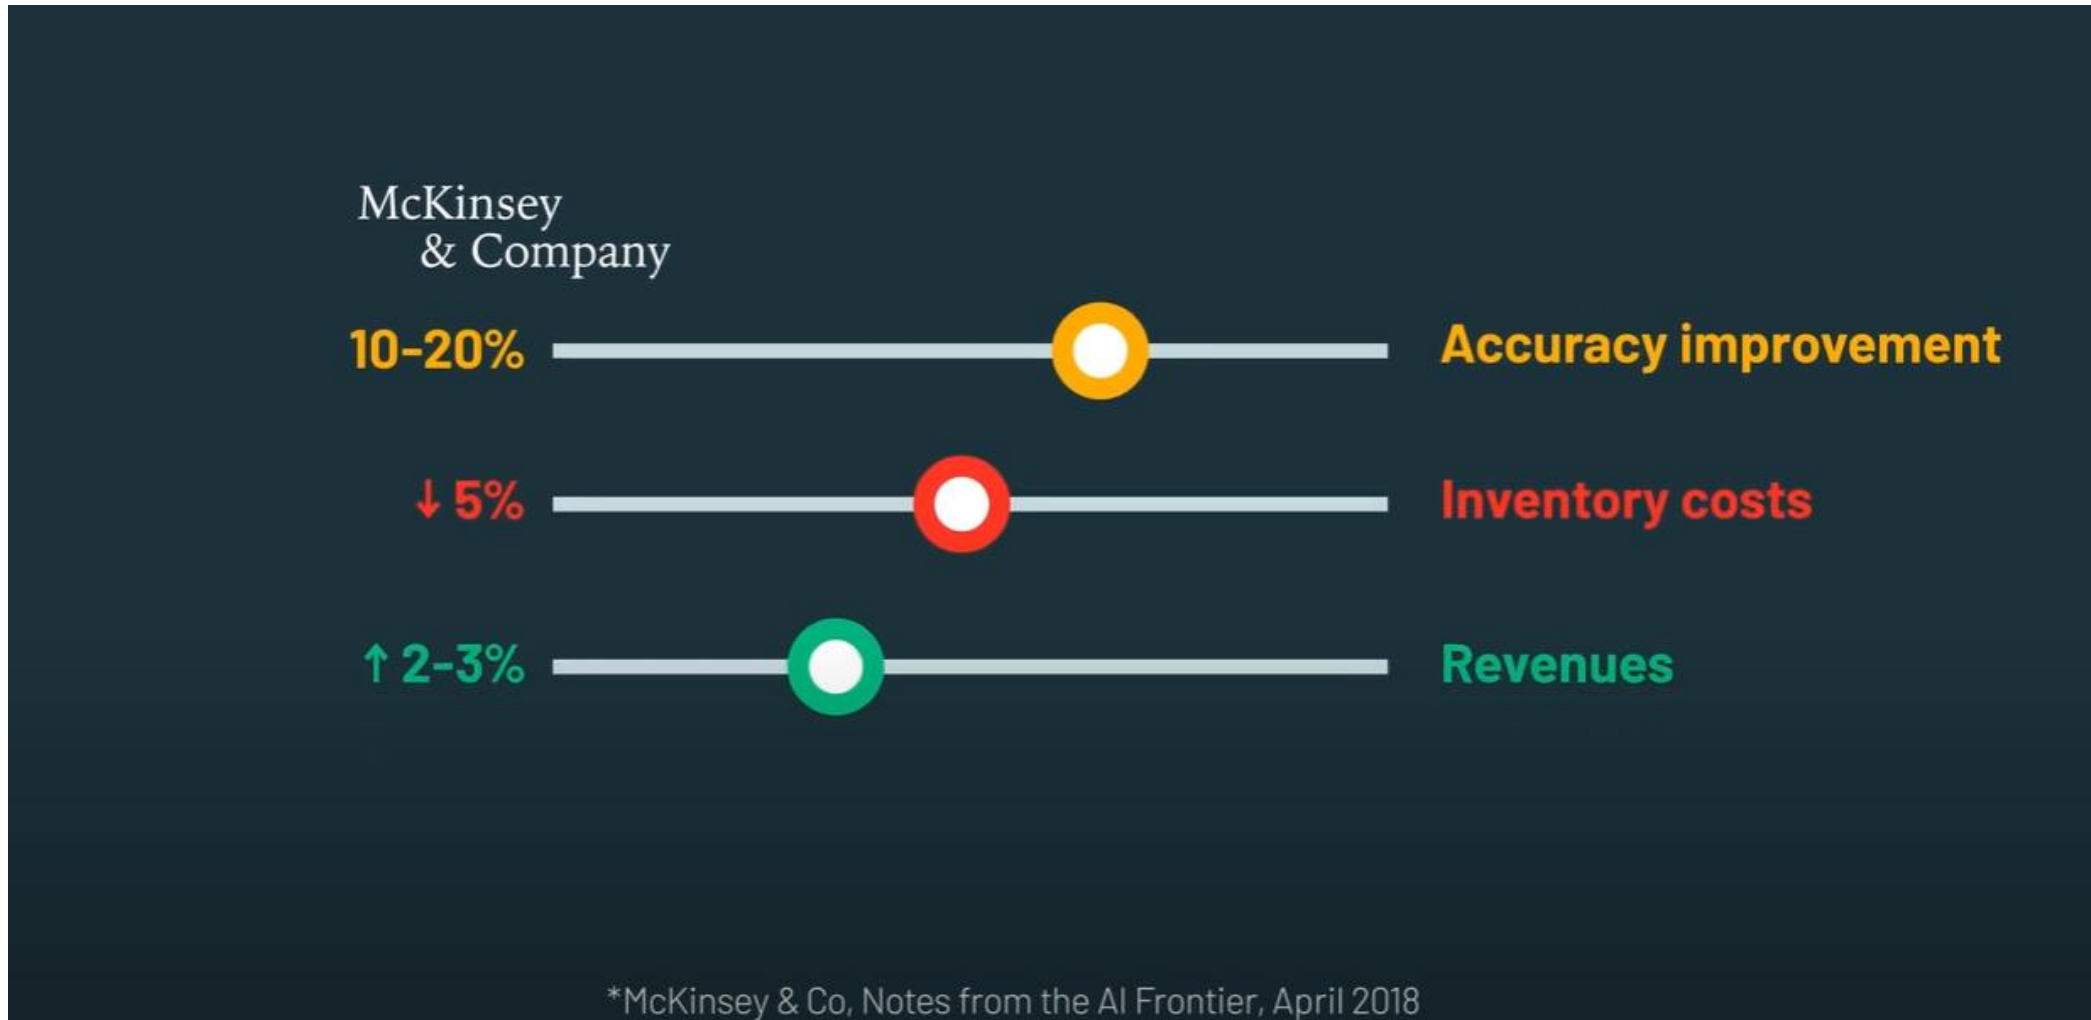 McKinsey
& Company
10-20% Accuracy improvement
↓ 5% Inventory costs
↑ 2-3% Revenues
*McKinsey & Co, Notes from the AI Frontier, April 2018